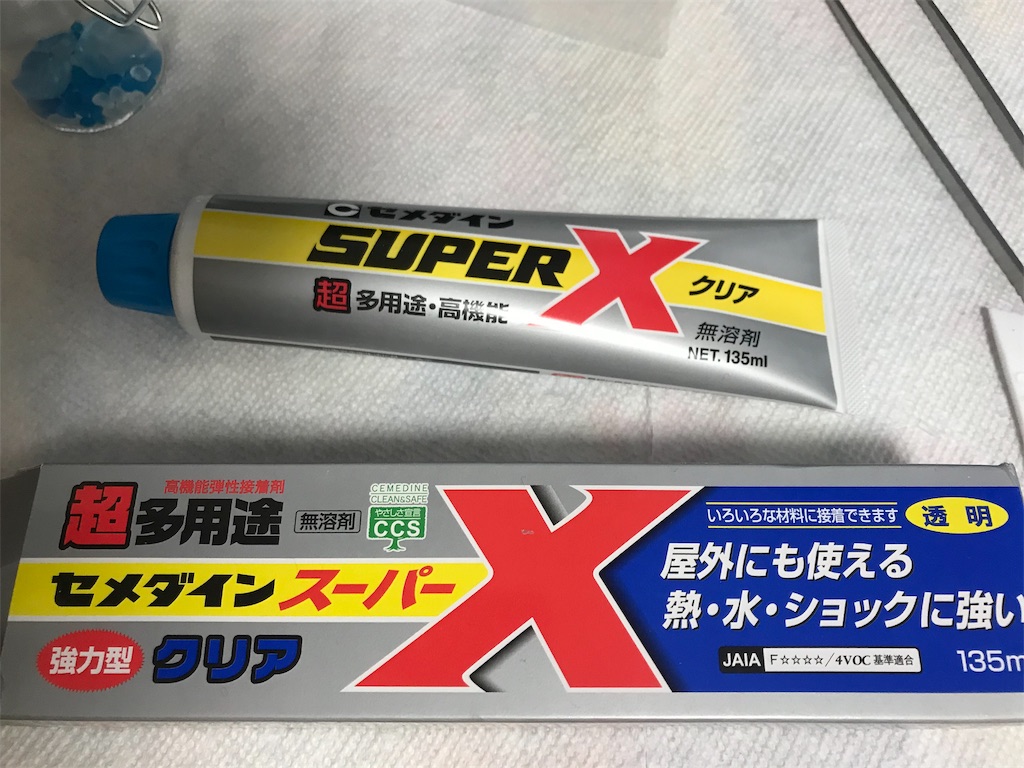 C セメダイン
SUPER X
クリア
超 多用途・高機能
無溶剤
NET.135ml
高機能弾性接着剤
超多用途 無溶剤
CEMEDINE
CLEAN&SAFE
やさしさ宣言
CCS
セメダイン スーパーX
強力型 クリア
いろいろな材料に接着できます 透明
屋外にも使える
熱・水・ショックに強い
JAIA F☆☆☆☆/4VOC 基準適合
135m